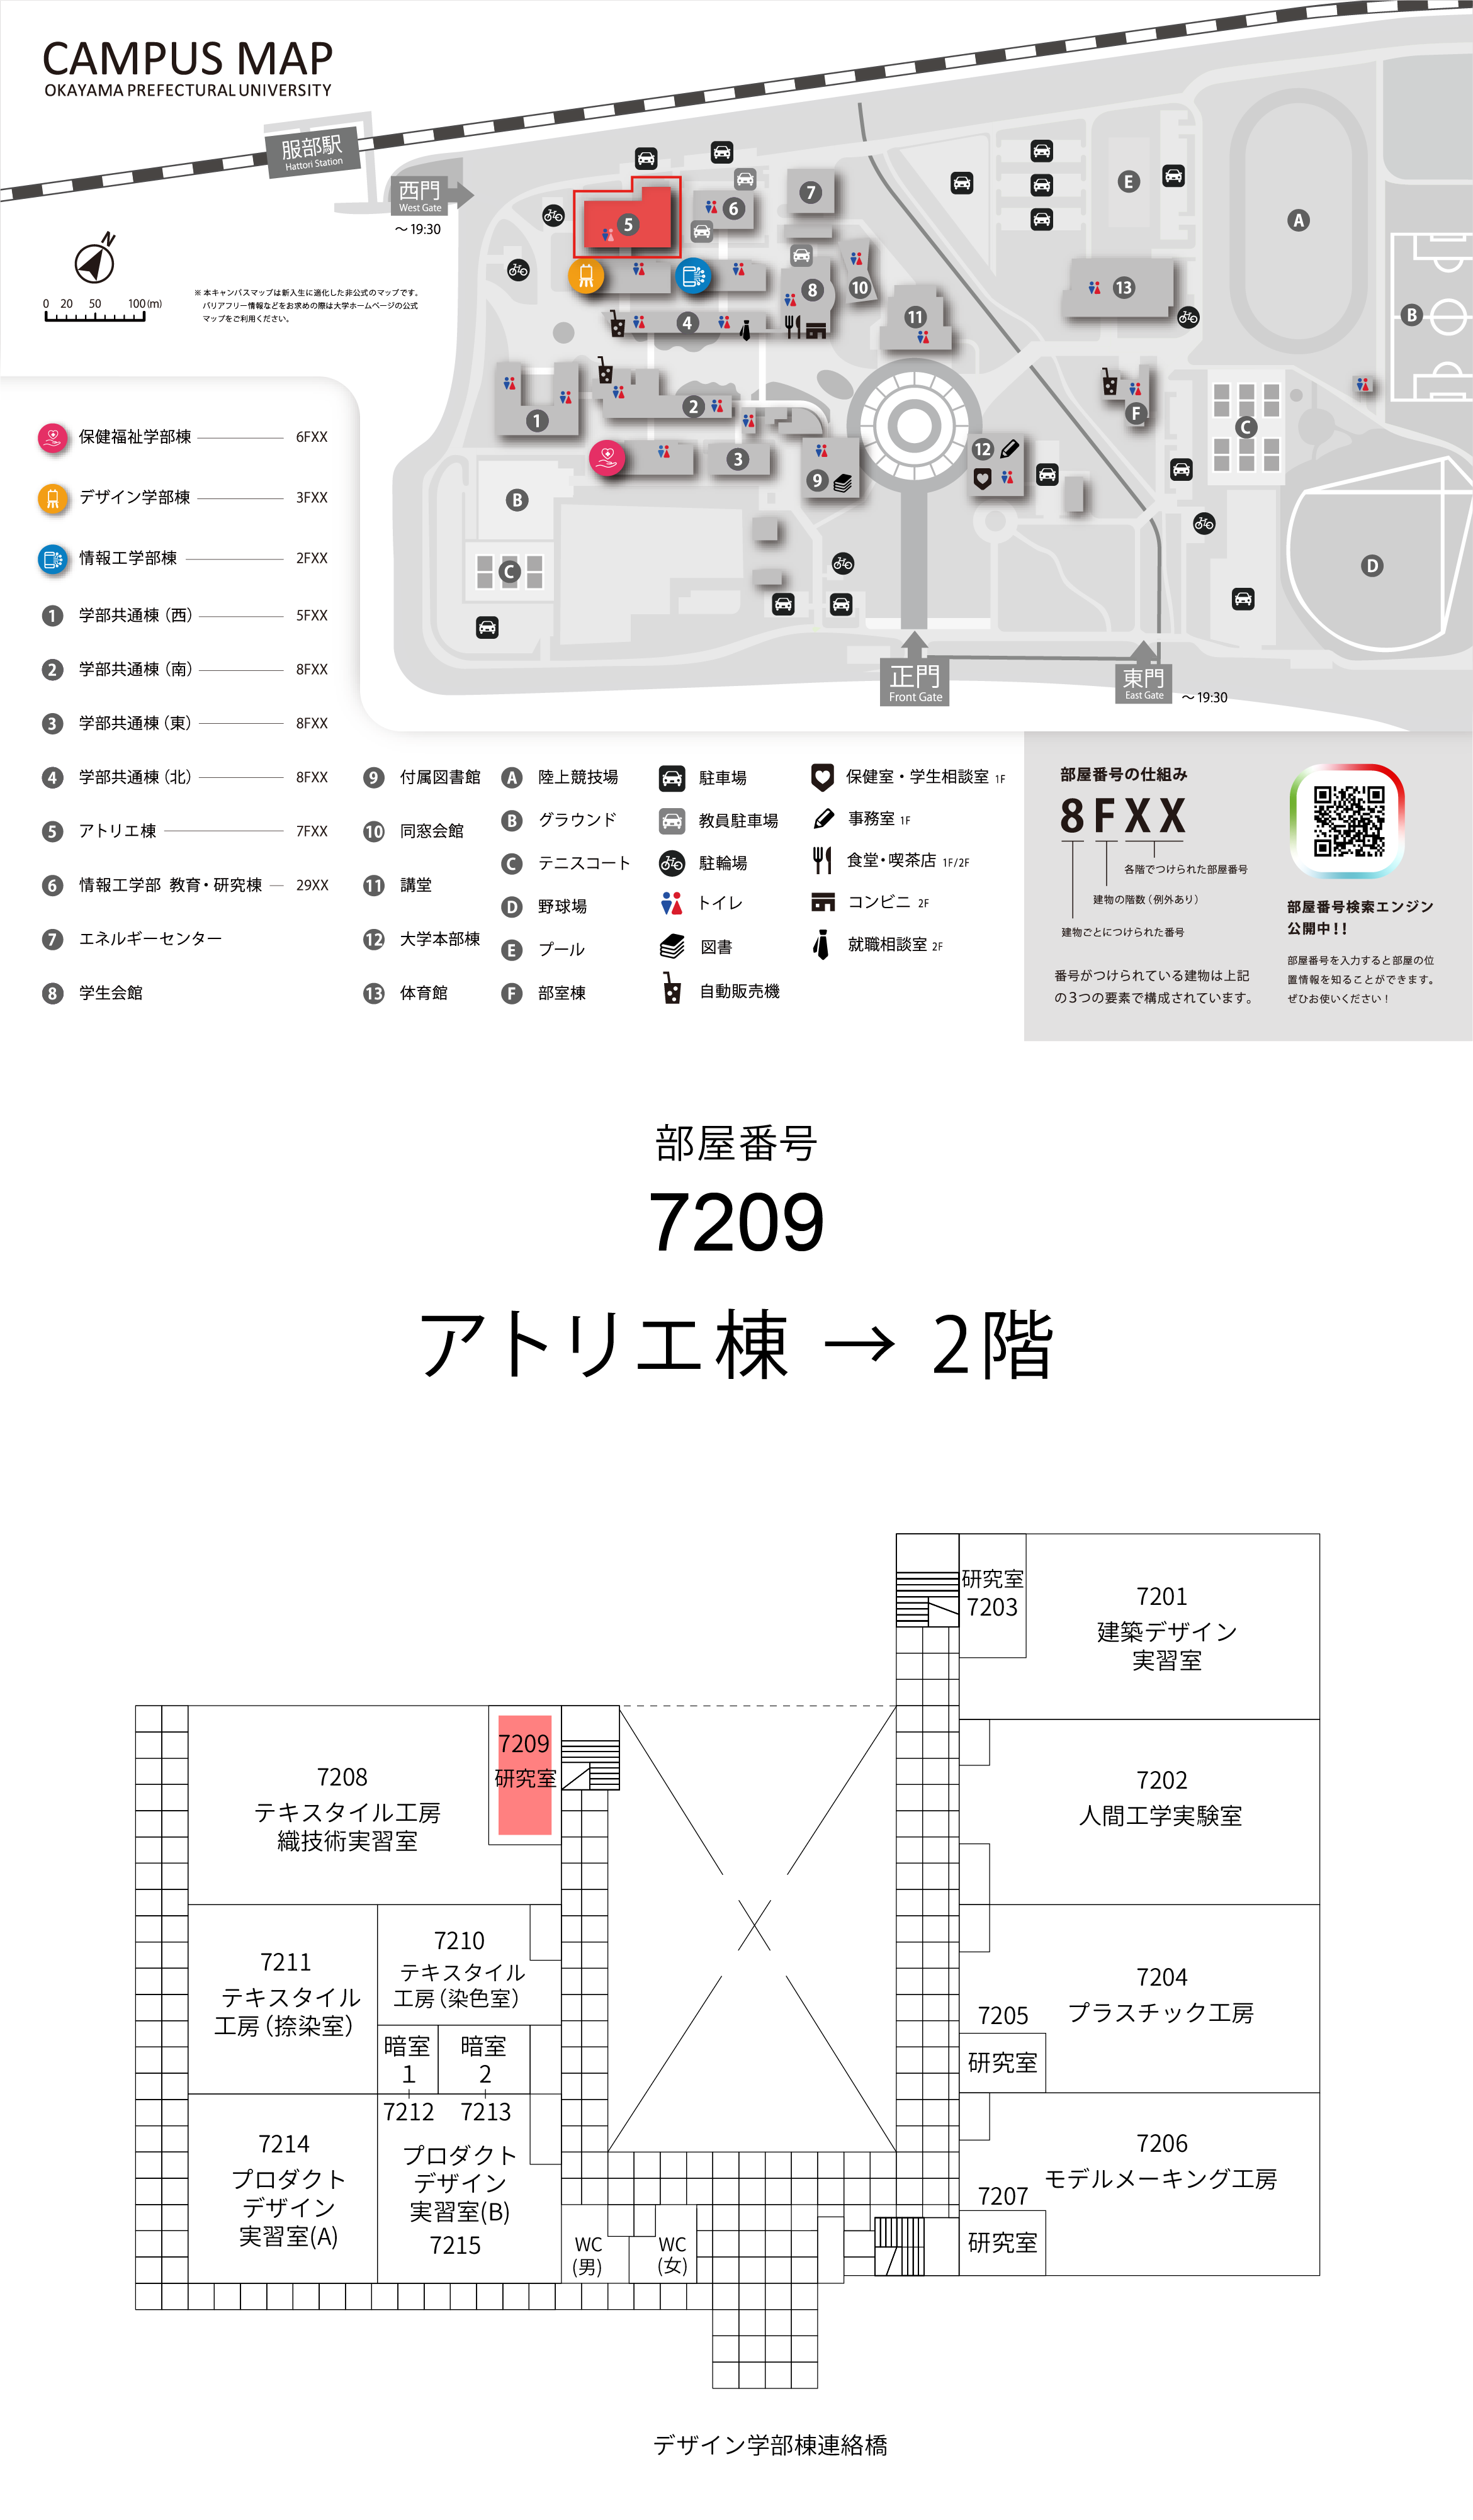 CAMPUS MAP
OKAYAMA PREFECTURAL UNIVERSITY
服部駅
Hattori Station
西門
West Gate
～19:30
N
0 20 50 100(m)
※ 本キャンパスマップは新入生に適化した非公式のマップです。
バリアフリー情報などをお求めの際は大学ホームページの公式
マップをご利用ください。
5
6
7
8
10
4
11
13
E
A
B
1
2
3
9
12
F
C
B
C
D
正門
Front Gate
東門
East Gate
～19:30
保健福祉学部棟 6FXX
デザイン学部棟 3FXX
情報工学部棟 2FXX
1 学部共通棟（西） 5FXX
2 学部共通棟（南） 8FXX
3 学部共通棟（東） 8FXX
4 学部共通棟（北） 8FXX
5 アトリエ棟 7FXX
6 情報工学部 教育・研究棟 29XX
7 エネルギーセンター
8 学生会館
9 付属図書館
10 同窓会館
11 講堂
12 大学本部棟
13 体育館
A 陸上競技場
B グラウンド
C テニスコート
D 野球場
E プール
F 部室棟
駐車場
教員駐車場
駐輪場
トイレ
図書
自動販売機
保健室・学生相談室 1F
事務室 1F
食堂・喫茶店 1F/2F
コンビニ 2F
就職相談室 2F
部屋番号の仕組み
8 F X X
各階でつけられた部屋番号
建物の階数（例外あり）
建物ごとにつけられた番号
番号がつけられている建物は上記
の３つの要素で構成されています。
部屋番号検索エンジン
公開中！！
部屋番号を入力すると部屋の位
置情報を知ることができます。
ぜひお使いください！
部屋番号
7209
アトリエ棟 → 2階
研究室
7203
7201
建築デザイン
実習室
7209
研究室
7208
テキスタイル工房
織技術実習室
7202
人間工学実験室
7211
テキスタイル
工房（捺染室）
7210
テキスタイル
工房（染色室）
暗室
1
7212
暗室
2
7213
7205
研究室
7204
プラスチック工房
7214
プロダクト
デザイン
実習室(A)
プロダクト
デザイン
実習室(B)
7215
WC
(男)
WC
(女)
7206
モデルメーキング工房
7207
研究室
デザイン学部棟連絡橋